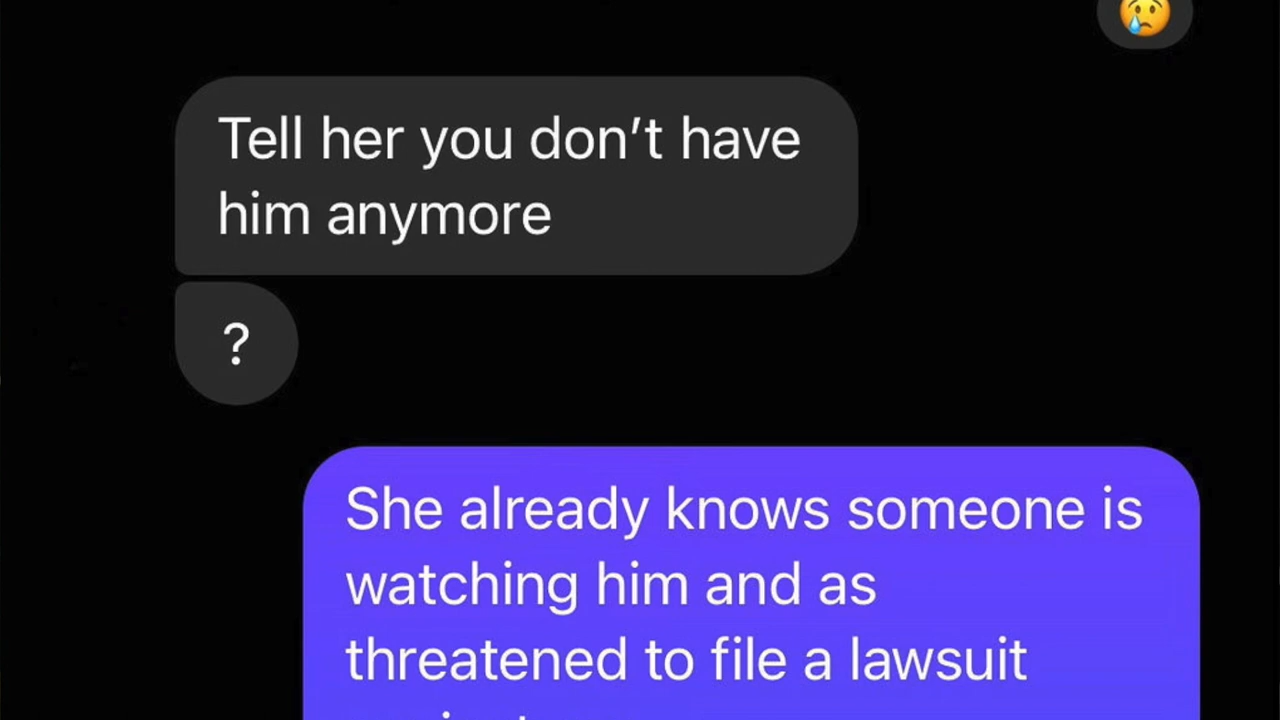 Tell her you don’t have
him anymore
?
She already knows someone is
watching him and as
threatened to file a lawsuit